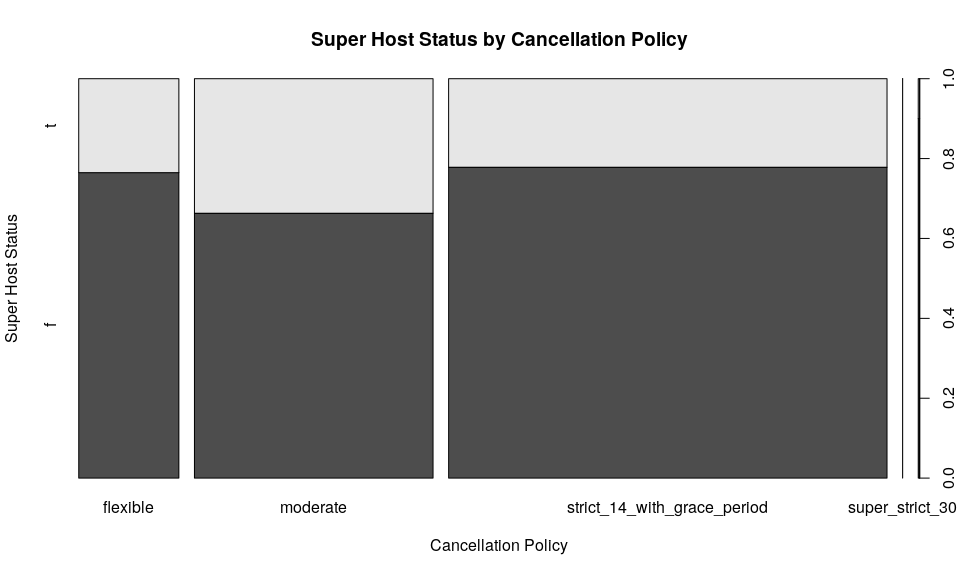 Super Host Status by Cancellation Policy
Super Host Status
t
f
1.0
0.8
0.6
0.4
0.2
0.0
flexible
moderate
strict_14_with_grace_period
super_strict_30
Cancellation Policy